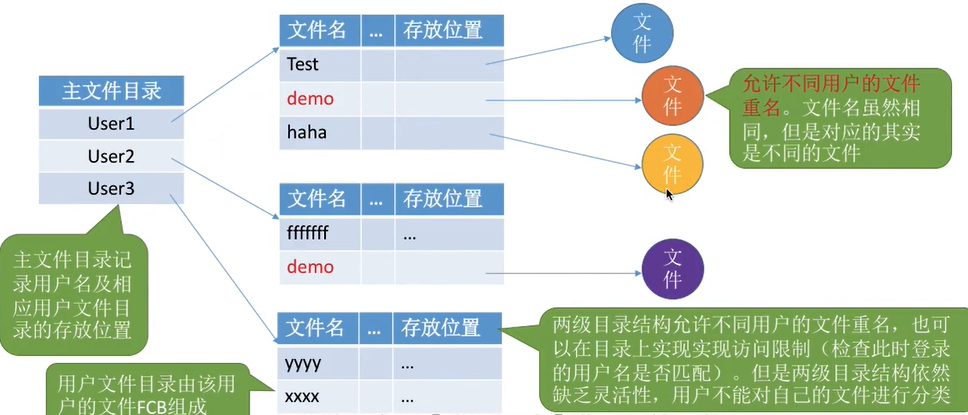 主文件目录
User1
User2
User3
主文件目录记
录用户名及相
应用户文件目
录的存放位置
文件名 ... 存放位置
Test
demo
haha
文件名 ... 存放位置
fffffff ...
demo
文件名 ... 存放位置
yyyy ...
xxxx ...
用户文件目录由该用
户的文件FCB组成
文
件
文
件
文
件
文
件
允许不同用户的文件
重名。文件名虽然相
同，但是对应的其实
是不同的文件
两级目录结构允许不同用户的文件重名，也可
以在目录上实现实现访问限制（检查此时登录
的用户名是否匹配）。但是两级目录结构依然
缺乏灵活性，用户不能对自己的文件进行分类